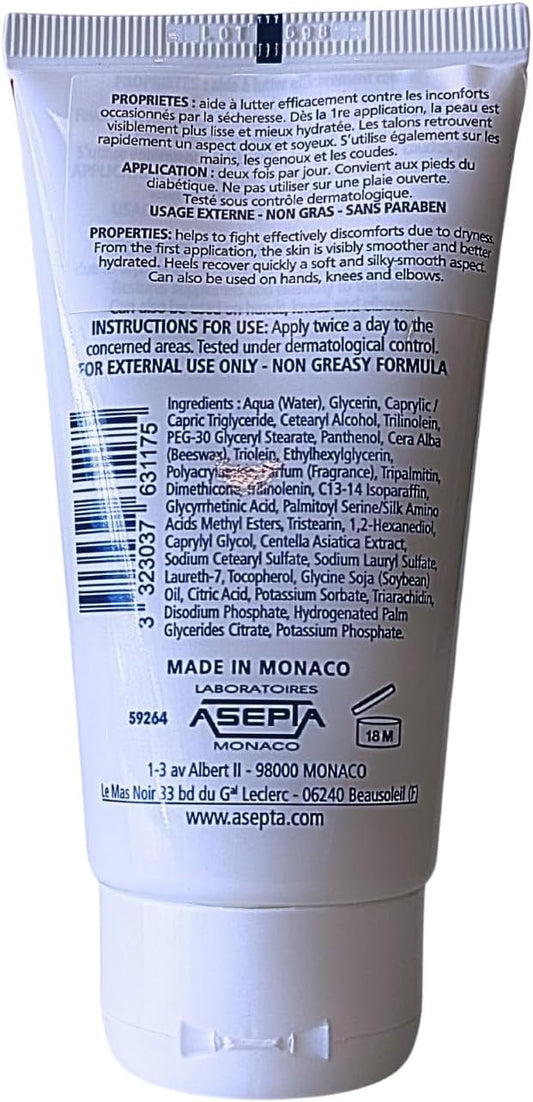 LOT 098
PROPRIETES : aide à lutter efficacement contre les inconforts
occasionnés par la sécheresse. Dès la 1re application, la peau est
visiblement plus lisse et mieux hydratée. Les talons retrouvent
rapidement un aspect doux et soyeux. S'utilise également sur les
mains, les genoux et les coudes.
APPLICATION : deux fois par jour. Convient aux pieds du
diabétique. Ne pas utiliser sur une plaie ouverte.
Testé sous contrôle dermatologique.
USAGE EXTERNE - NON GRAS - SANS PARABEN
PROPERTIES: helps to fight effectively discomforts due to dryness.
From the first application, the skin is visibly smoother and better
hydrated. Heels recover quickly a soft and silky-smooth aspect.
Can also be used on hands, knees and elbows.
INSTRUCTIONS FOR USE: Apply twice a day to the
concerned areas. Tested under dermatological control.
FOR EXTERNAL USE ONLY - NON GREASY FORMULA
Ingredients : Aqua (Water), Glycerin, Caprylic /
Capric Triglyceride, Cetearyl Alcohol, Trilinolein,
PEG-30 Glyceryl Stearate, Panthenol, Cera Alba
(Beeswax), Triolein, Ethylhexylglycerin,
(Fragrance), Tripalmitin,
Dimethicone, Trilinolenin, C13-14 Isoparaffin,
Glycyrrhetinic Acid, Palmitoyl Serine/Silk Amino
Acids Methyl Esters, Tristearin, 1,2-Hexanediol,
Caprylyl Glycol, Centella Asiatica Extract,
Sodium Cetearyl Sulfate, Sodium Lauryl Sulfate,
Laureth-7, Tocopherol, Glycine Soja (Soybean)
Oil, Citric Acid, Potassium Sorbate, Triarachidin,
Disodium Phosphate, Hydrogenated Palm
Glycerides Citrate, Potassium Phosphate.
3 323037 631175
MADE IN MONACO
LABORATOIRES
59264 ASEPTA
MONACO
18 M
1-3 av Albert II - 98000 MONACO
Le Mas Noir 33 bd du Gal Leclerc - 06240 Beausoleil (F)
www.asepta.com